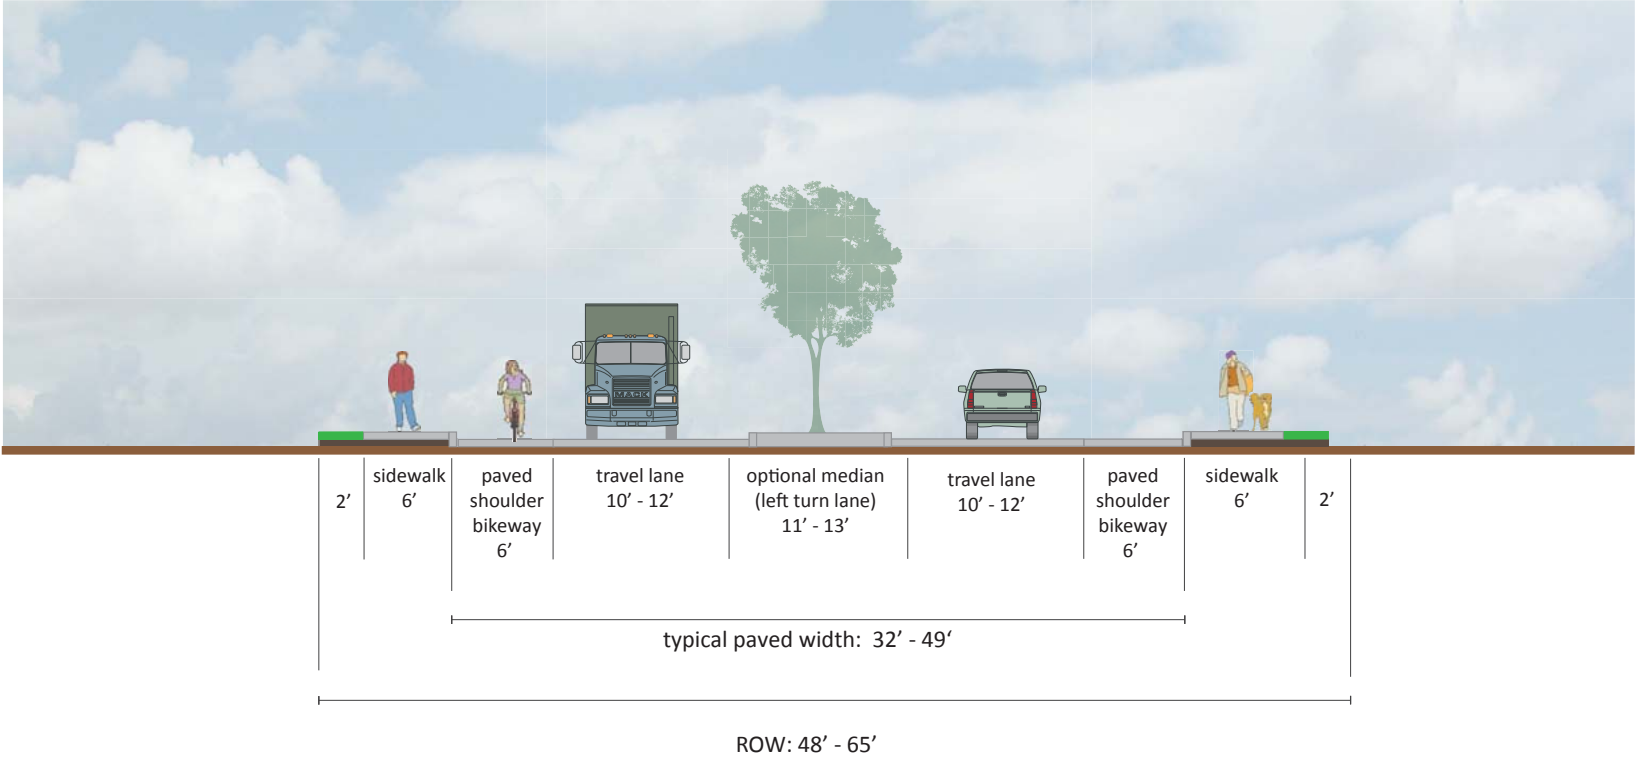 MACK
2’
sidewalk
6’
paved
shoulder
bikeway
6’
travel lane
10’ - 12’
optional median
(left turn lane)
11’ - 13’
travel lane
10’ - 12’
paved
shoulder
bikeway
6’
sidewalk
6’
2’
typical paved width:  32’ - 49‘
ROW: 48’ - 65’